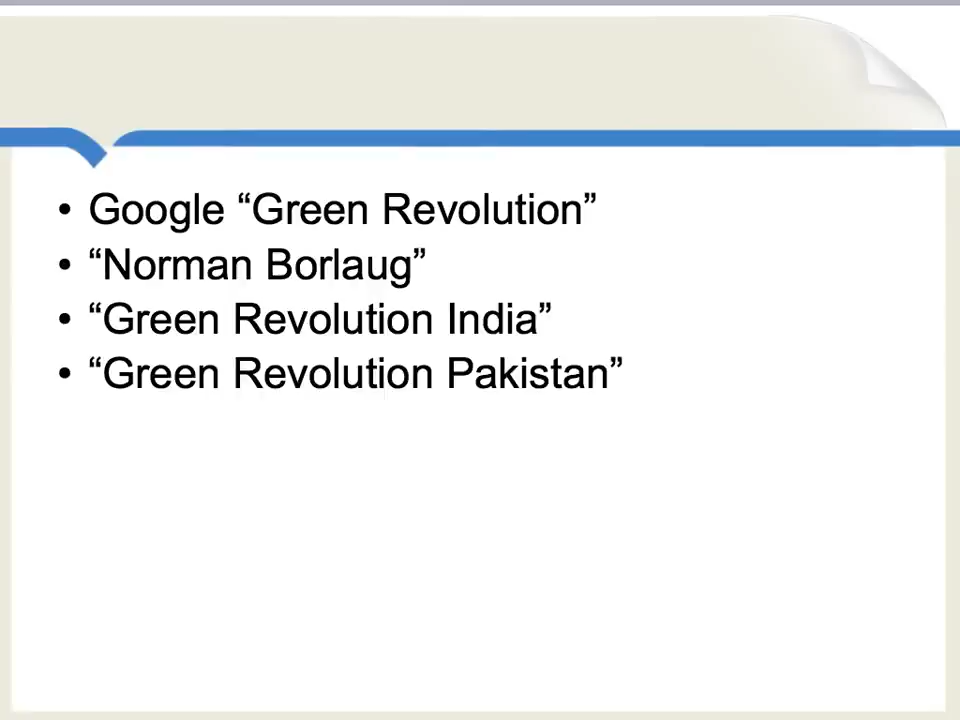 • Google “Green Revolution”
• “Norman Borlaug”
• “Green Revolution India”
• “Green Revolution Pakistan”